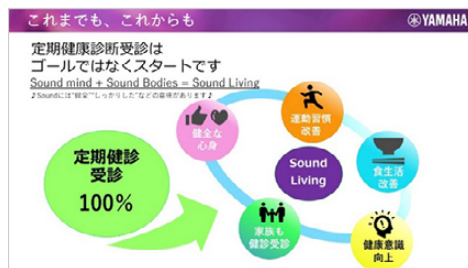 これまでも、これからも
YAMAHA
定期健康診断受診は
ゴールではなくスタートです
Sound mind + Sound Bodies = Sound Living
♪Soundには“健全”“しっかりした”などの意味があります♪
定期健診
受診
100%
健全な
心身
運動習慣
改善
Sound
Living
食生活
改善
家族も
健診受診
健康意識
向上